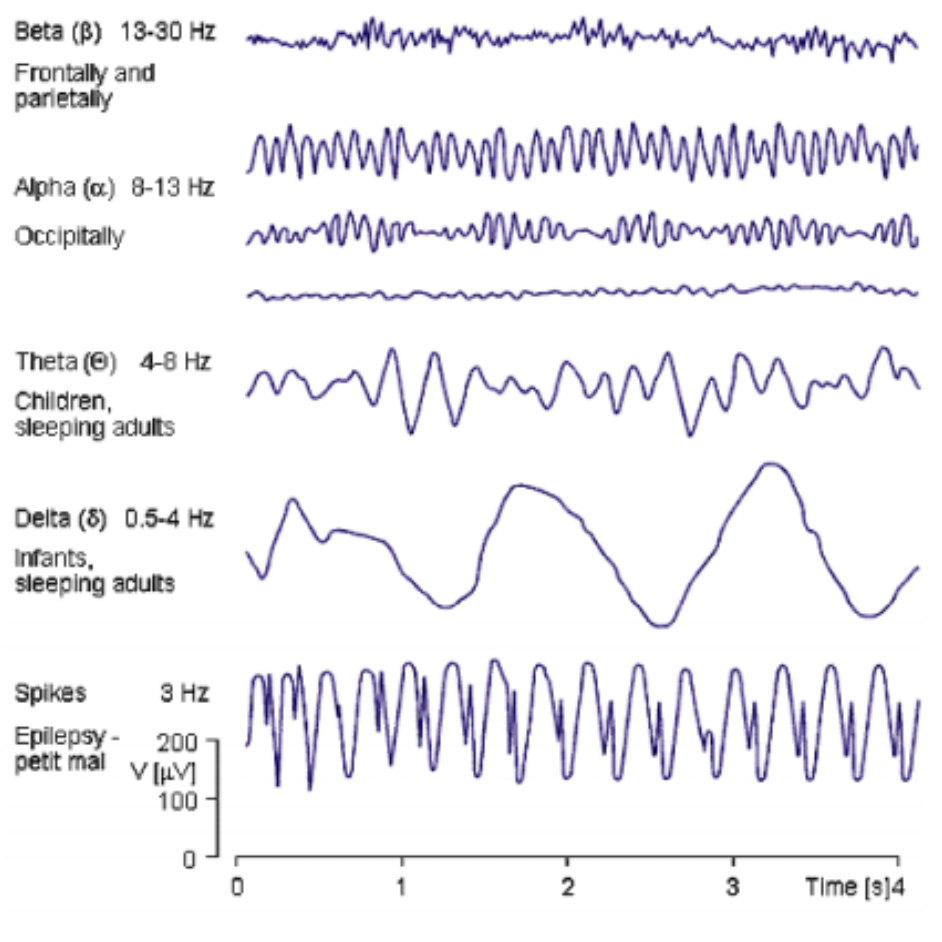 Beta (β) 13-30 Hz
Frontally and
parietally
Alpha (α) 8-13 Hz
Occipitally
Theta (Θ) 4-8 Hz
Children,
sleeping adults
Delta (δ) 0.5-4 Hz
Infants,
sleeping adults
Spikes 3 Hz
Epilepsy -
petit mal
200
V [µV]
100
0
0 1 2 3 Time [s]4